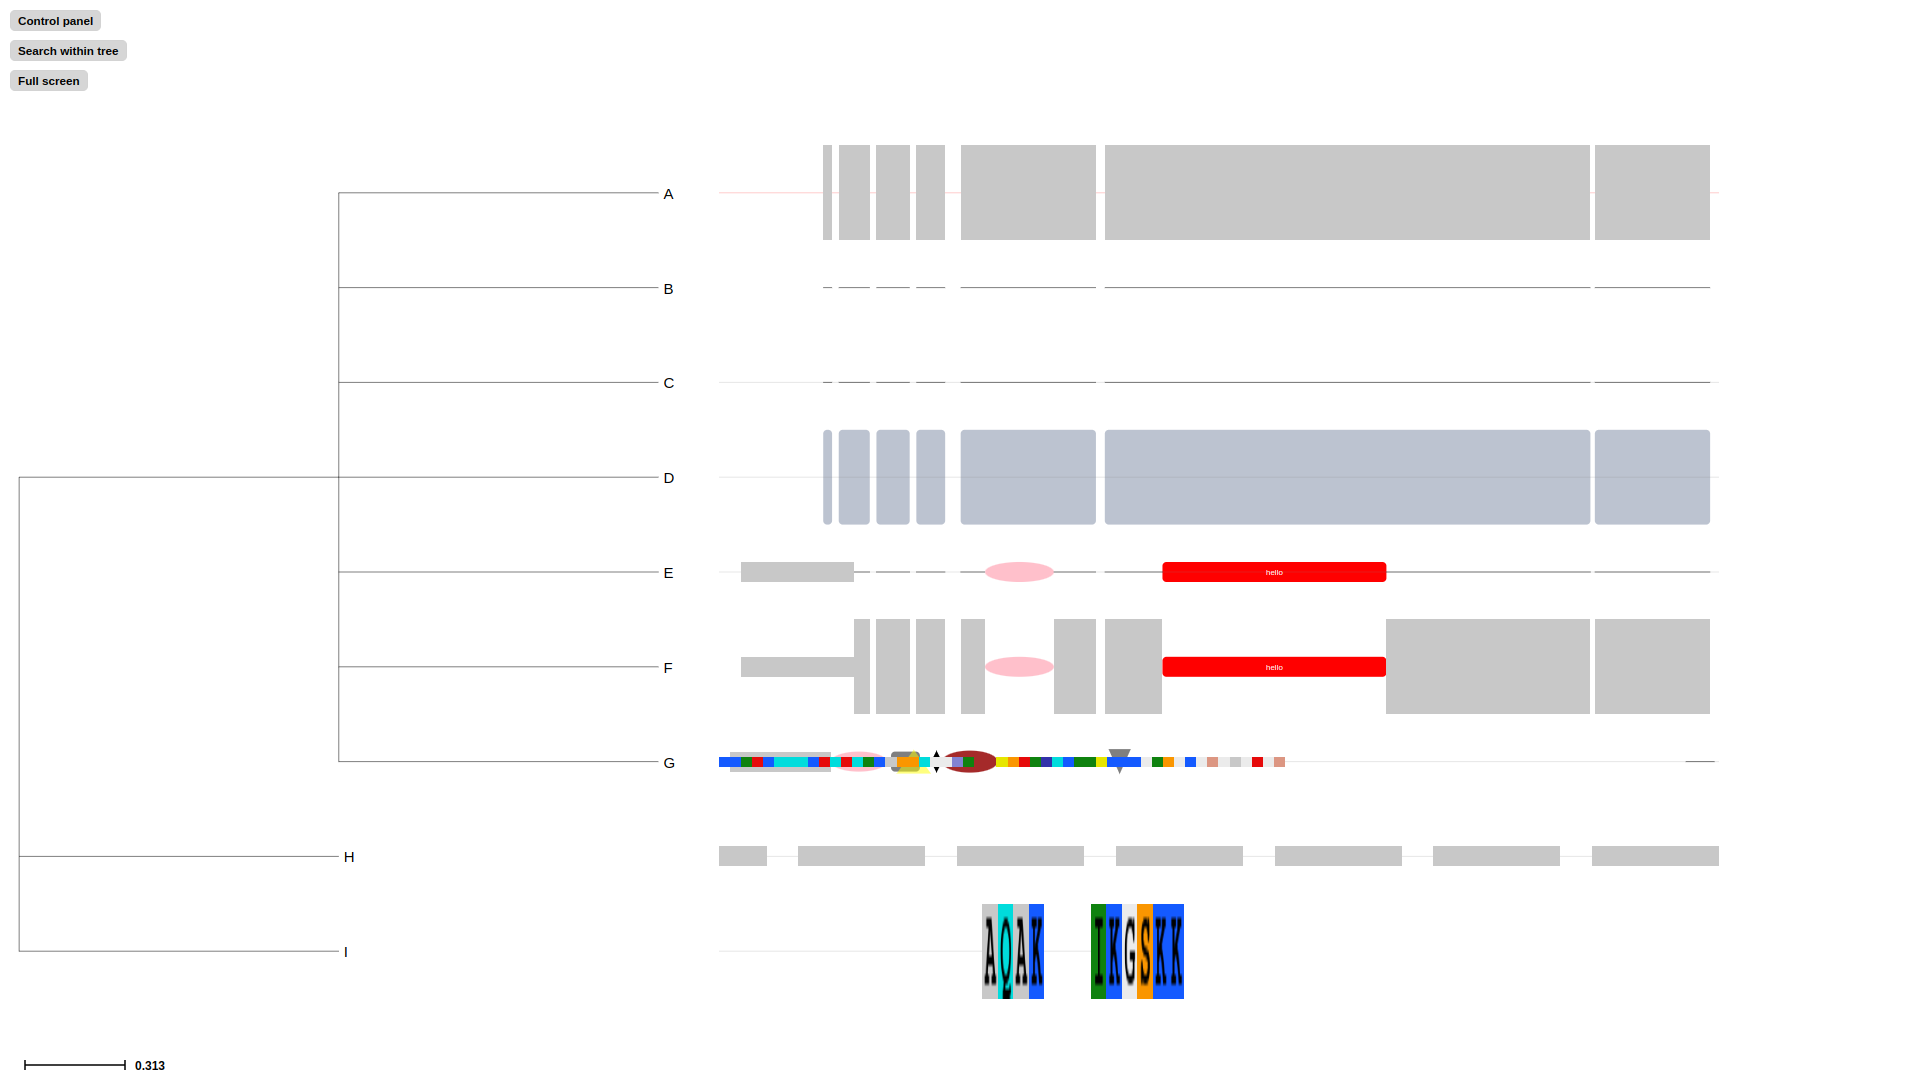 Control panel
Search within tree
Full screen
A
B
C
D
E
hello
F
hello
G
H
AQAK IKGSKK
I
0.313